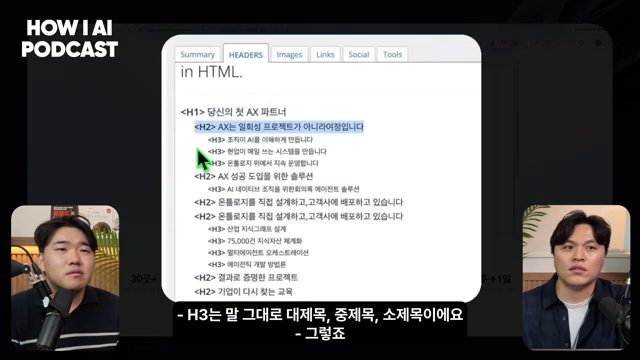 HOW I AI
PODCAST
Summary HEADERS Images Links Social Tools
in HTML.
<H1> 당신의 첫 AX 파트너
<H2> AX는 일회성 프로젝트가 아니라여정입니다
<H3> 조직이 AI를 이해하게 만듭니다
<H3> 현업이 매일 쓰는 시스템을 만듭니다
<H3> 온톨로지 위에서 지속 운영합니다
<H2> AX 성공 도입을 위한 솔루션
<H3> AI 네이티브 조직을 위한회의록 에이전트 솔루션
<H2> 온톨로지를 직접 설계하고,고객사에 배포하고 있습니다
<H2> 온톨로지를 직접 설계하고,고객사에 배포하고 있습니다
<H3> 산업 지식그래프 설계
<H3> 75,000건 지식자산 체계화
<H3> 멀티에이전트 오케스트레이션
<H3> 에이전틱 개발 방법론
<H2> 결과로 증명한 프로젝트
<H2> 기업이 다시 찾는 교육
30곳+
→1일
- H3는 말 그대로 대제목, 중제목, 소제목이에요
- 그렇죠